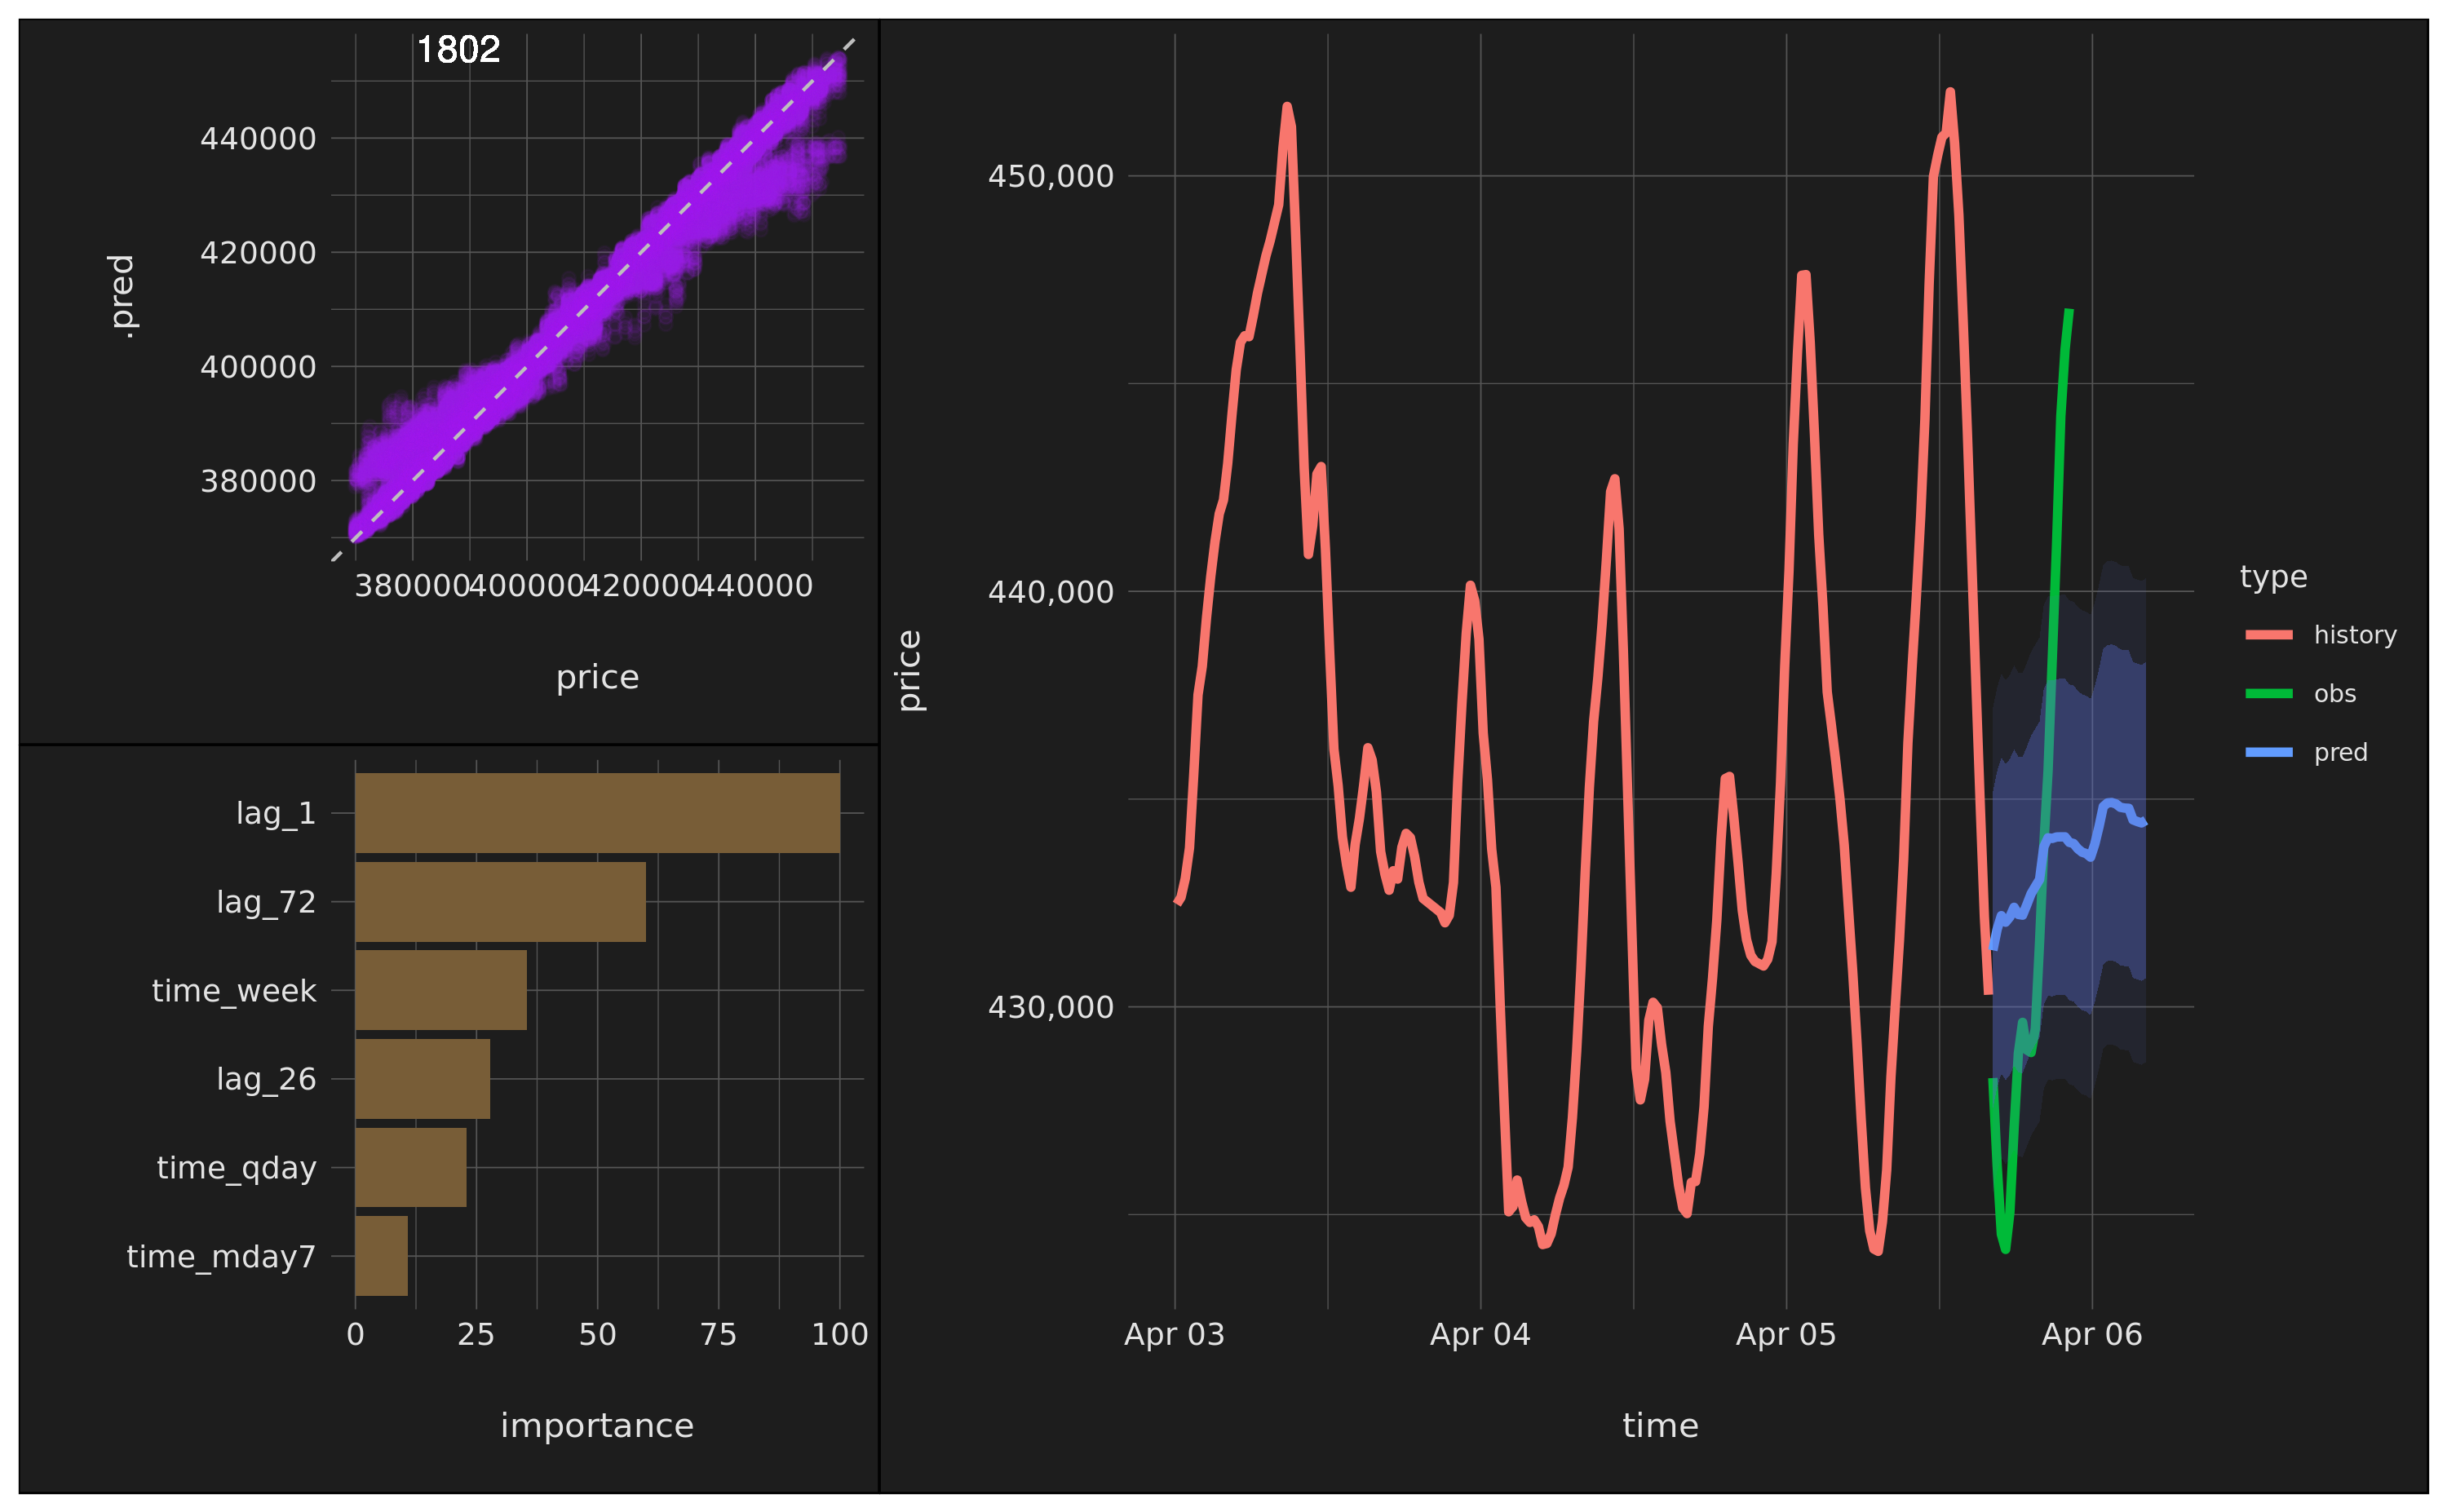 1802
.pred
440000
420000
400000
380000
380000 400000 420000 440000
price
lag_1
lag_72
time_week
lag_26
time_qday
time_mday7
0 25 50 75 100
importance
price
450,000
440,000
430,000
Apr 03 Apr 04 Apr 05 Apr 06
time
type
history
obs
pred